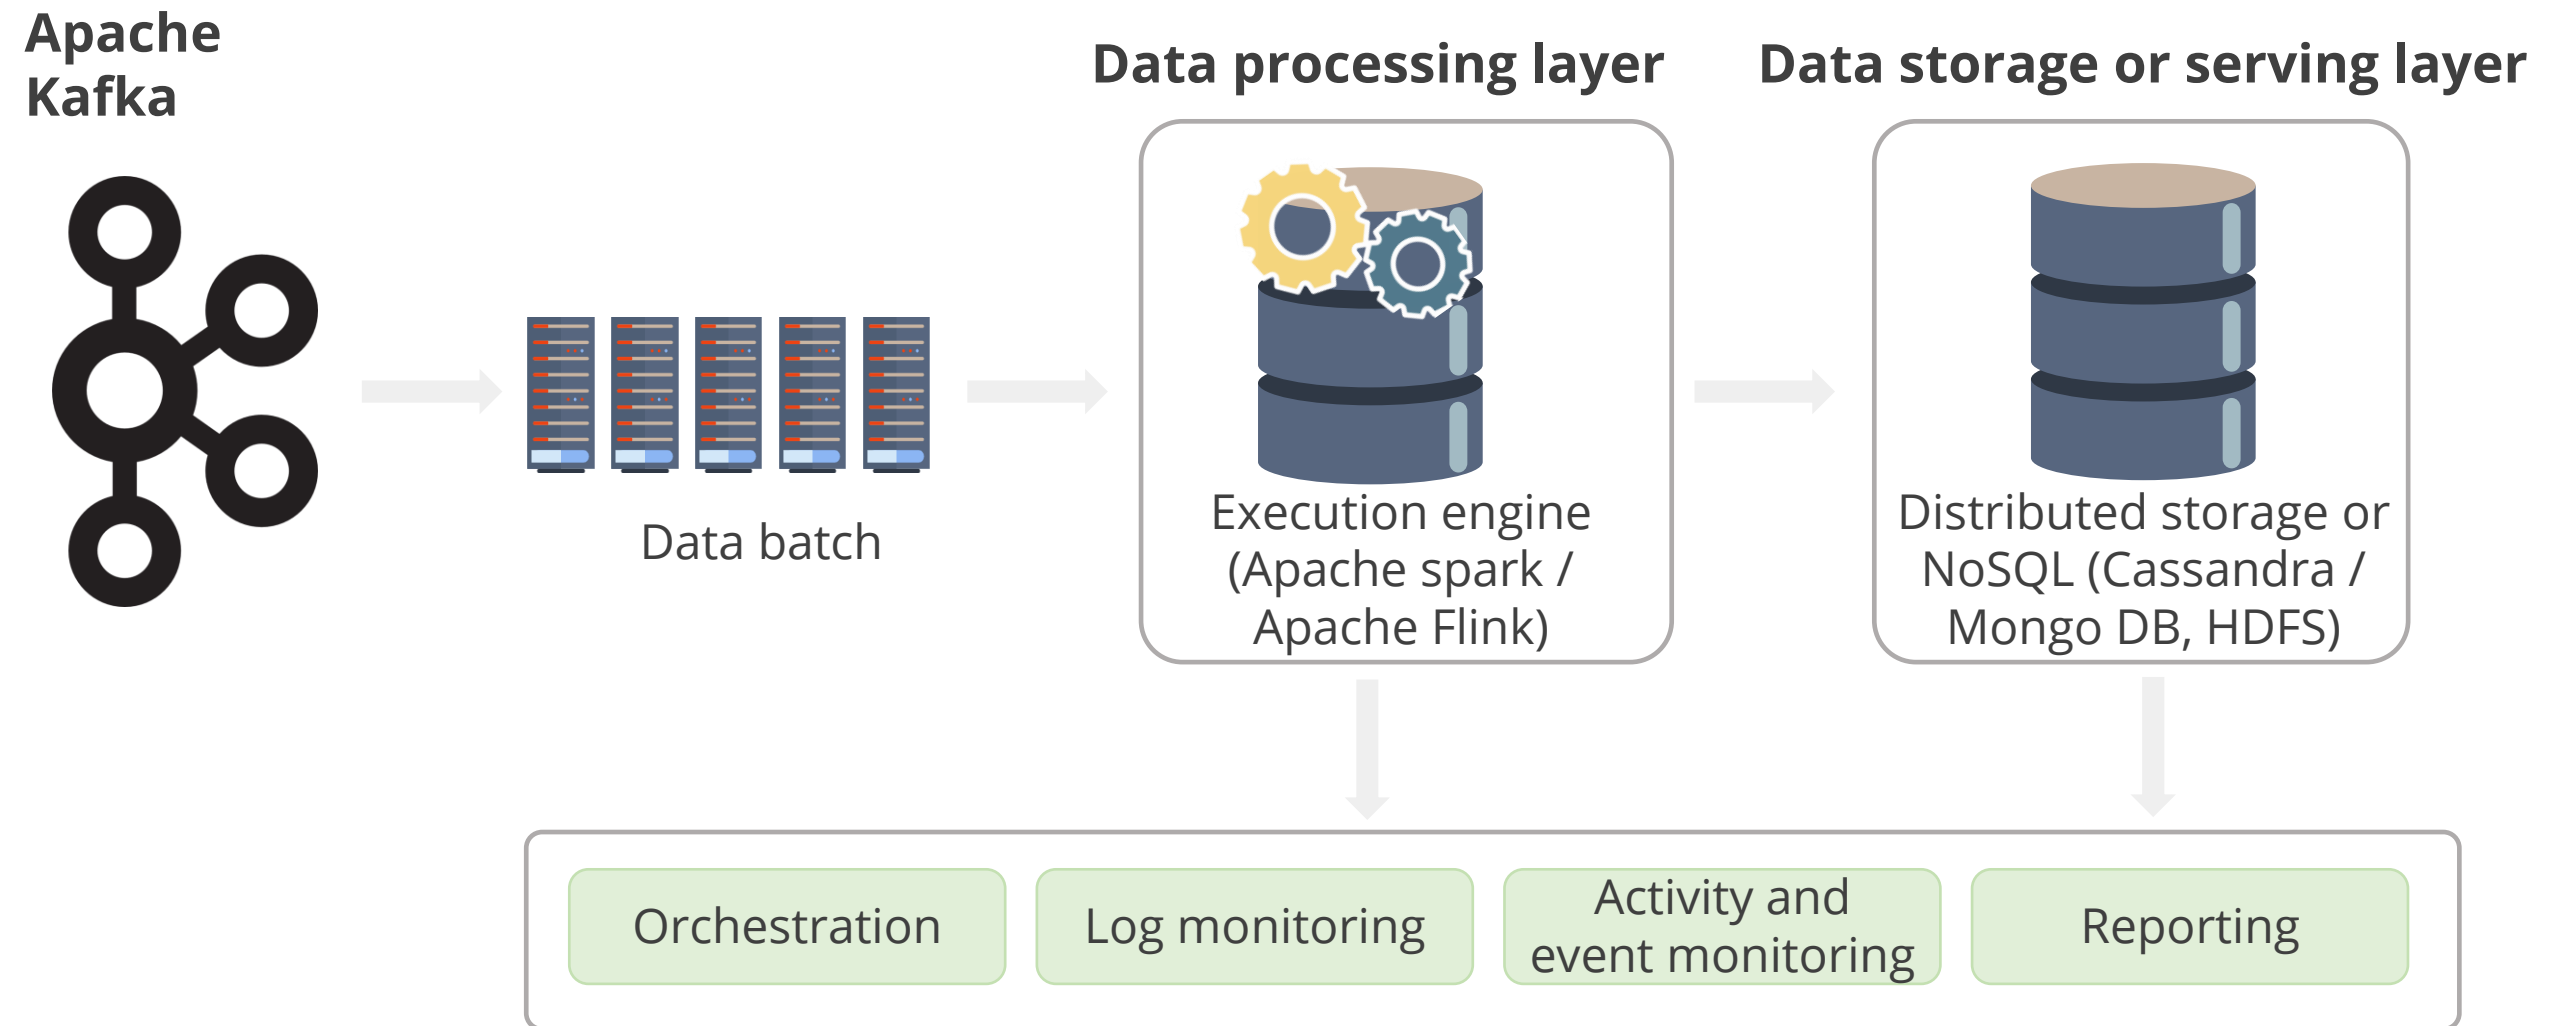 Apache
Kafka
Data processing layer
Data storage or serving layer
Data batch
Execution engine
(Apache spark /
Apache Flink)
Distributed storage or
NoSQL (Cassandra /
Mongo DB, HDFS)
Orchestration
Log monitoring
Activity and
event monitoring
Reporting